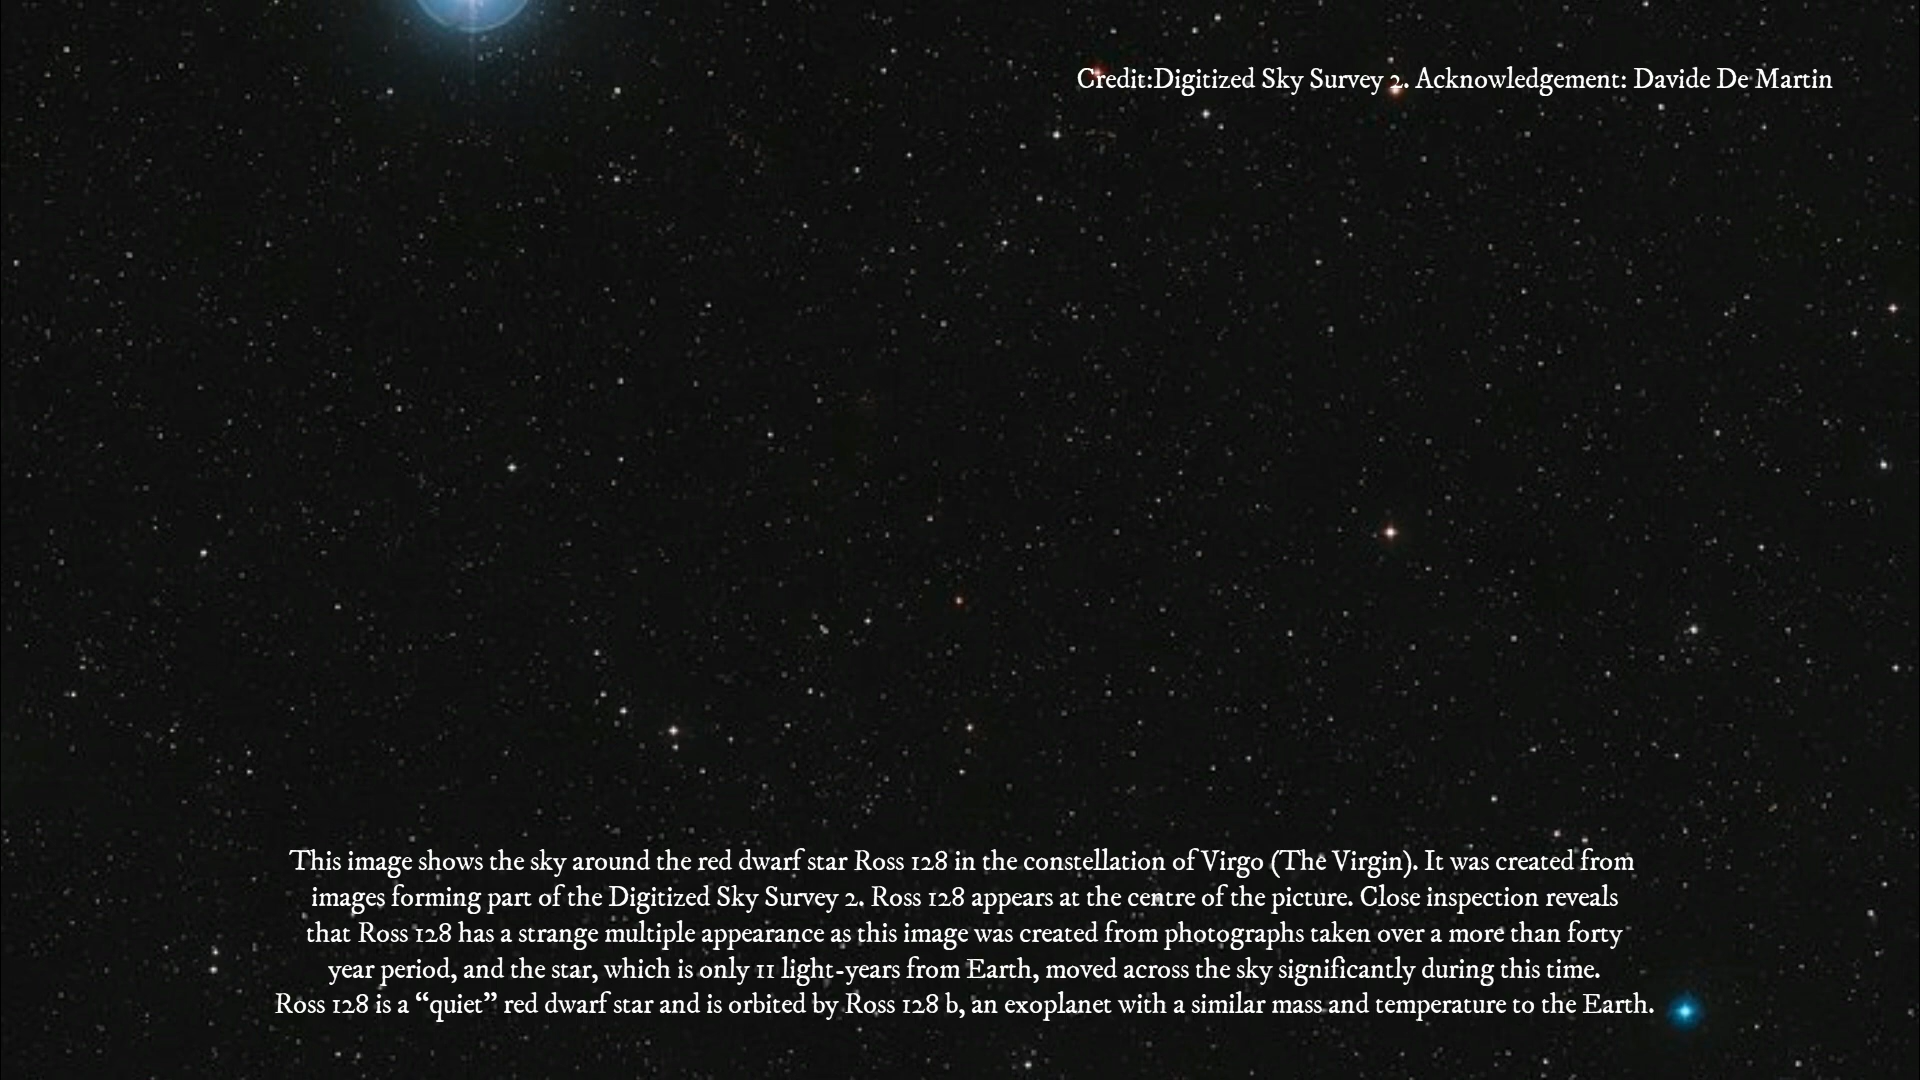 Credit:Digitized Sky Survey 2. Acknowledgement: Davide De Martin
This image shows the sky around the red dwarf star Ross 128 in the constellation of Virgo (The Virgin). It was created from
images forming part of the Digitized Sky Survey 2. Ross 128 appears at the centre of the picture. Close inspection reveals
that Ross 128 has a strange multiple appearance as this image was created from photographs taken over a more than forty
year period, and the star, which is only 11 light-years from Earth, moved across the sky significantly during this time.
Ross 128 is a “quiet” red dwarf star and is orbited by Ross 128 b, an exoplanet with a similar mass and temperature to the Earth.